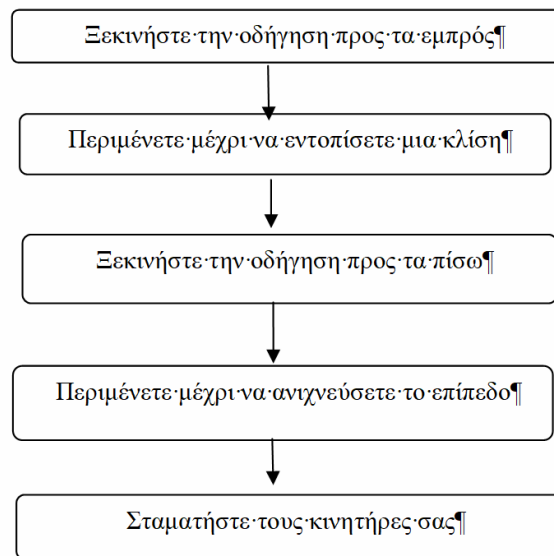 Ξεκινήστε·την·οδήγηση·προς·τα·εμπρός¶
Περιμένετε·μέχρι·να·εντοπίσετε·μια·κλίση¶
Ξεκινήστε·την·οδήγηση·προς·τα·πίσω¶
Περιμένετε·μέχρι·να·ανιχνεύσετε·το·επίπεδο¶
Σταματήστε·τους·κινητήρες·σας¶